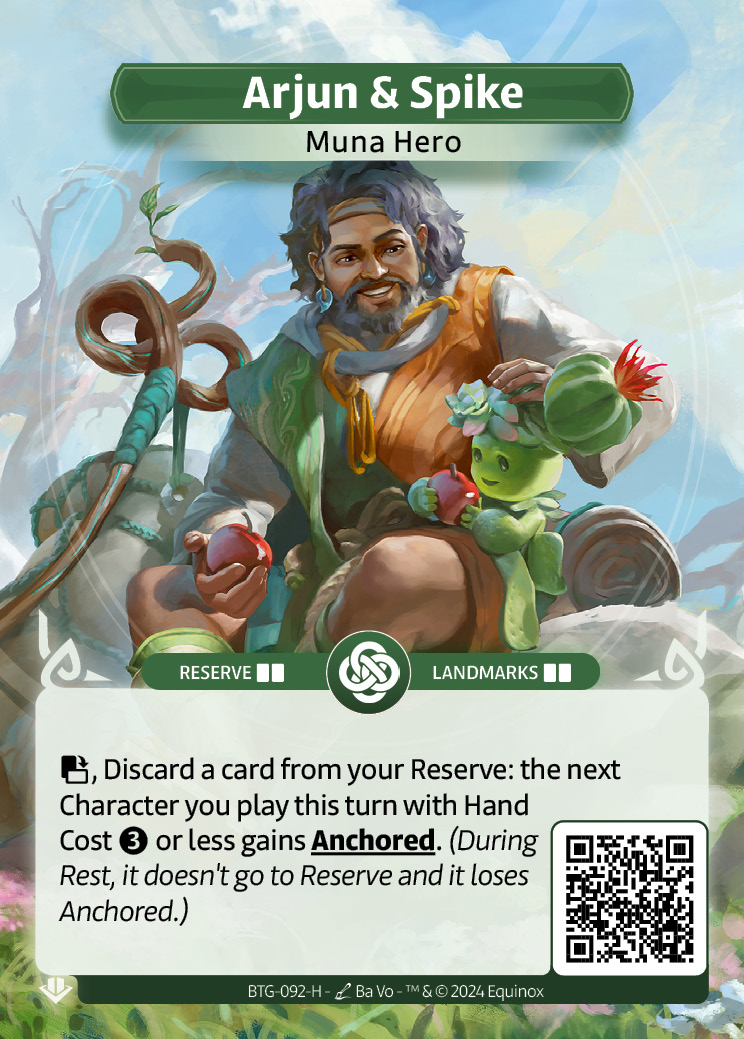 Arjun & Spike
Muna Hero
RESERVE
LANDMARKS
, Discard a card from your Reserve: the next
Character you play this turn with Hand
Cost 3 or less gains Anchored. (During
Rest, it doesn't go to Reserve and it loses
Anchored.)
BTG-092-H - Ba Vo - ™ & © 2024 Equinox